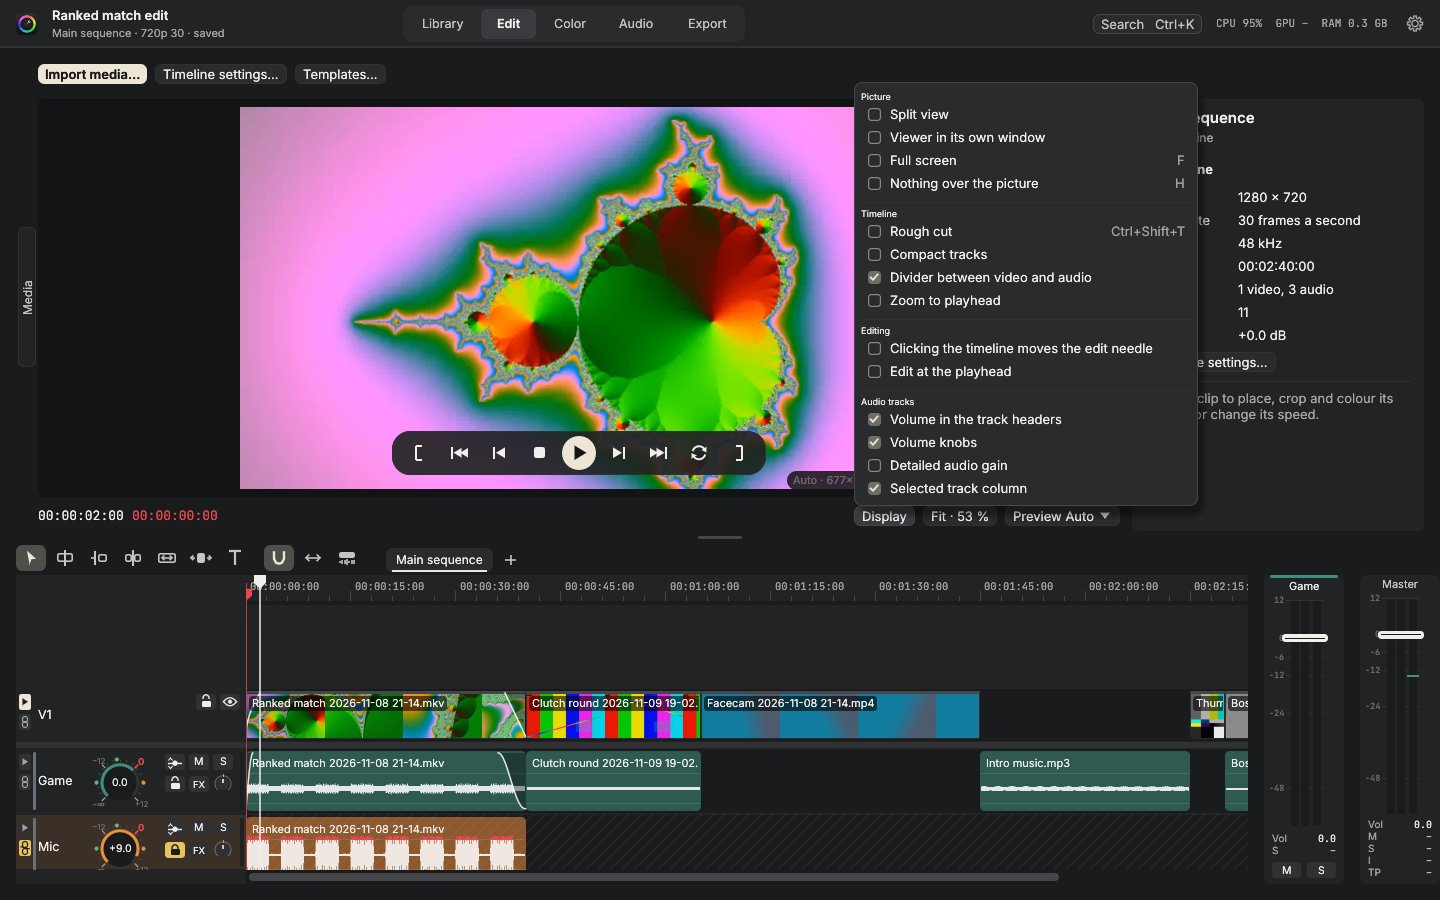 Ranked match edit
Main sequence · 720p 30 · saved
Library Edit Color Audio Export
Search Ctrl+K CPU 95% GPU – RAM 0.3 GB
Import media... Timeline settings... Templates...
Picture
Split view
Viewer in its own window
Full screen F
Nothing over the picture H
Timeline
Rough cut Ctrl+Shift+T
Compact tracks
Divider between video and audio
Zoom to playhead
Editing
Clicking the timeline moves the edit needle
Edit at the playhead
Audio tracks
Volume in the track headers
Volume knobs
Detailed audio gain
Selected track column
equence
ine
ne
1280 × 720
te 30 frames a second
48 kHz
00:02:40:00
1 video, 3 audio
11
+0.0 dB
e settings...
clip to place, crop and colour its
or change its speed.
Media
Auto · 677×
00:00:02:00 00:00:00:00
Display Fit · 53 % Preview Auto
Main sequence +
00:00:00 00:00:15:00 00:00:30:00 00:00:45:00 00:01:00:00 00:01:15:00 00:01:30:00 00:01:45:00 00:02:00:00 00:02:15:
V1
Ranked match 2026-11-08 21-14.mkv Clutch round 2026-11-09 19-02. Facecam 2026-11-08 21-14.mp4 Thum Bos
Game
-12 0 0.0 -∞ +12
M S FX
Ranked match 2026-11-08 21-14.mkv Clutch round 2026-11-09 19-02. Intro music.mp3 Bos
Mic
-12 0 +9.0
M S FX
Ranked match 2026-11-08 21-14.mkv
Game
12
-6
-12
-24
-48
Vol 0.0
S –
M S
Master
12
-6
-12
-24
-48
Vol 0.0
M –
S –
I –
TP –